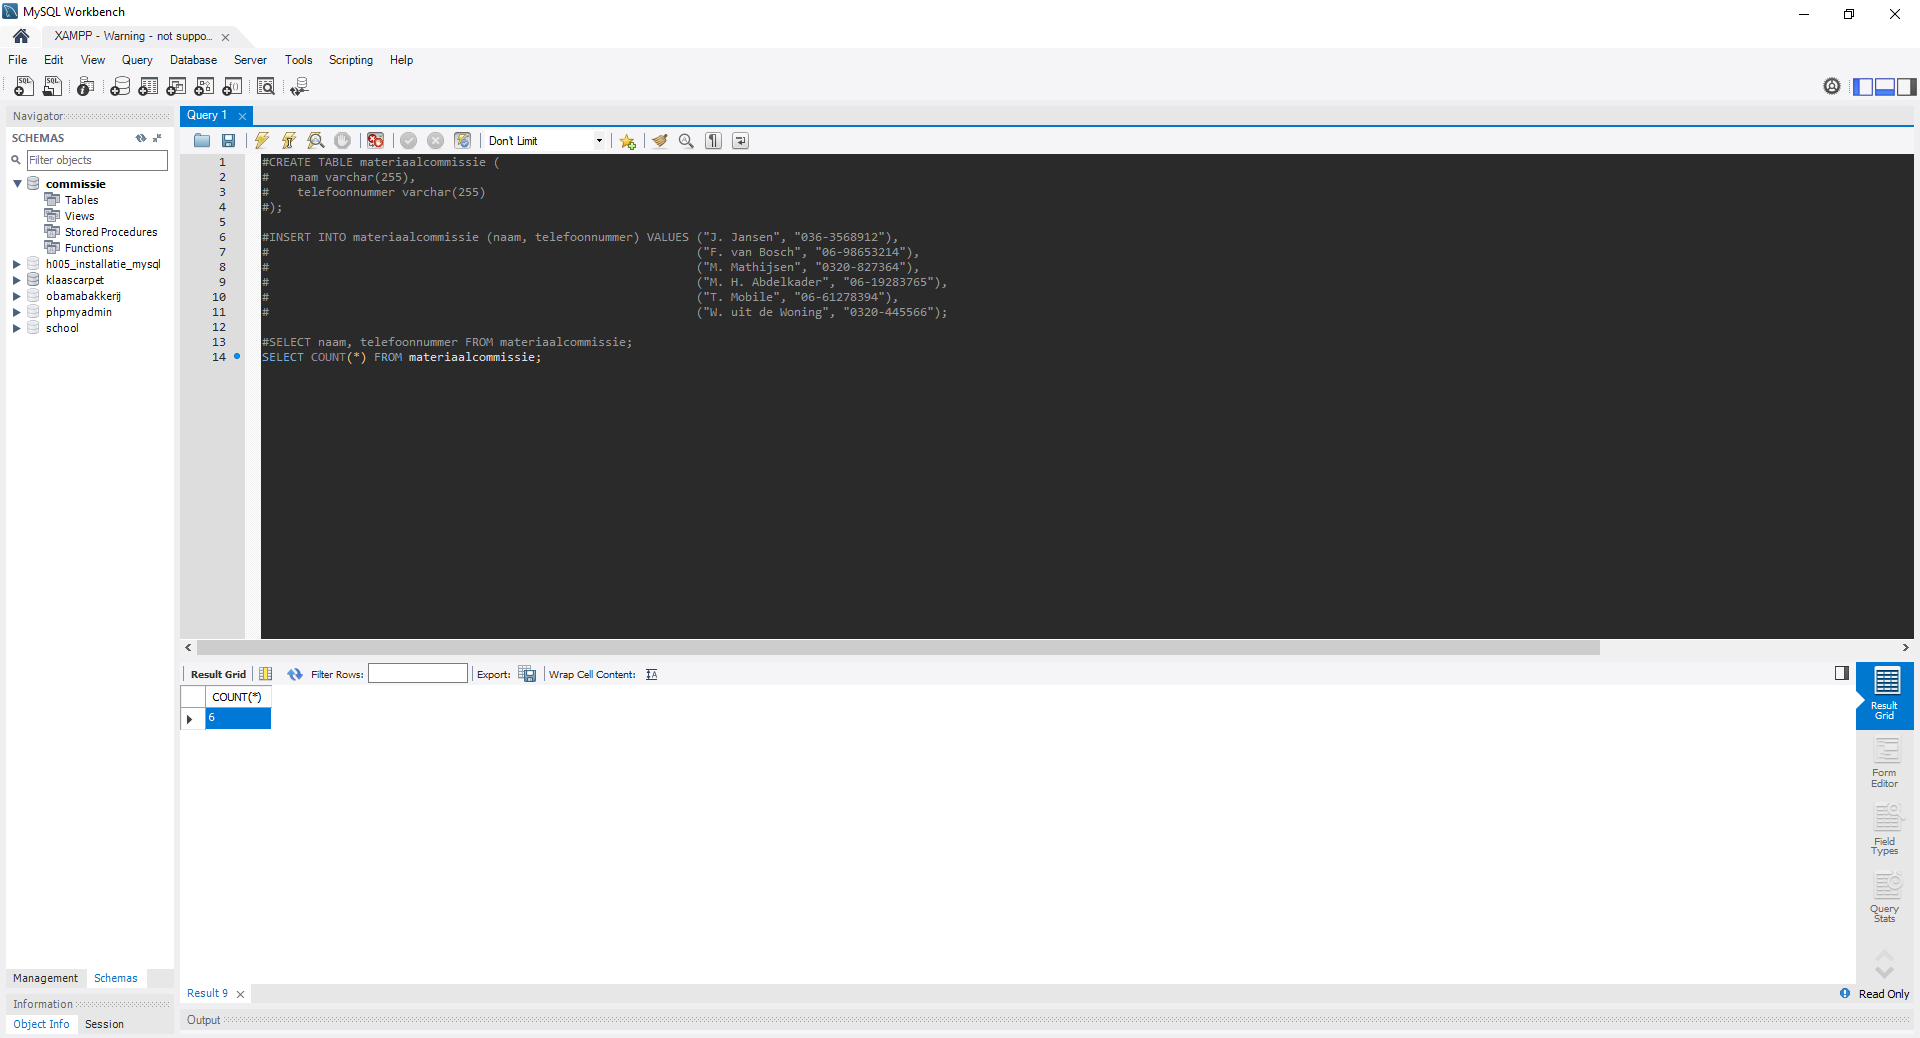 MySQL Workbench
XAMPP - Warning - not suppo...
File Edit View Query Database Server Tools Scripting Help
Navigator
SCHEMAS
Filter objects
commissie
Tables
Views
Stored Procedures
Functions
h005_installatie_mysql
klaascarpet
obamabakkerij
phpmyadmin
school
Management Schemas
Information
Object Info Session
Query 1
Don't Limit
1 #CREATE TABLE materiaalcommissie (
2 #   naam varchar(255),
3 #    telefoonnummer varchar(255)
4 #);
5
6 #INSERT INTO materiaalcommissie (naam, telefoonnummer) VALUES ("J. Jansen", "036-3568912"),
7 # ("F. van Bosch", "06-98653214"),
8 # ("M. Mathijsen", "0320-827364"),
9 # ("M. H. Abdelkader", "06-19283765"),
10 # ("T. Mobile", "06-61278394"),
11 # ("W. uit de Woning", "0320-445566");
12
13 #SELECT naam, telefoonnummer FROM materiaalcommissie;
14 SELECT COUNT(*) FROM materiaalcommissie;
Result Grid Filter Rows: Export: Wrap Cell Content:
COUNT(*)
6
Result
Grid
Form
Editor
Field
Types
Query
Stats
Result 9
Read Only
Output